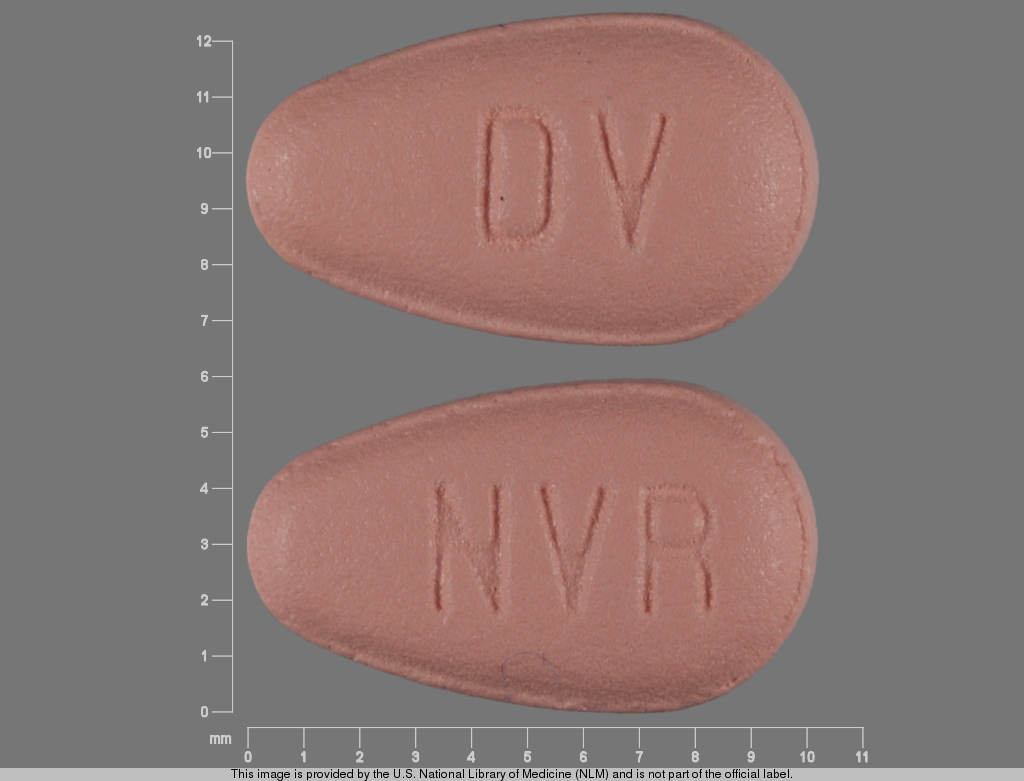 12
11
10
9
8
7
6
5
4
3
2
1
0
DV
NVR
mm
0 1 2 3 4 5 6 7 8 9 10 11
This image is provided by the U.S. National Library of Medicine (NLM) and is not part of the official label.